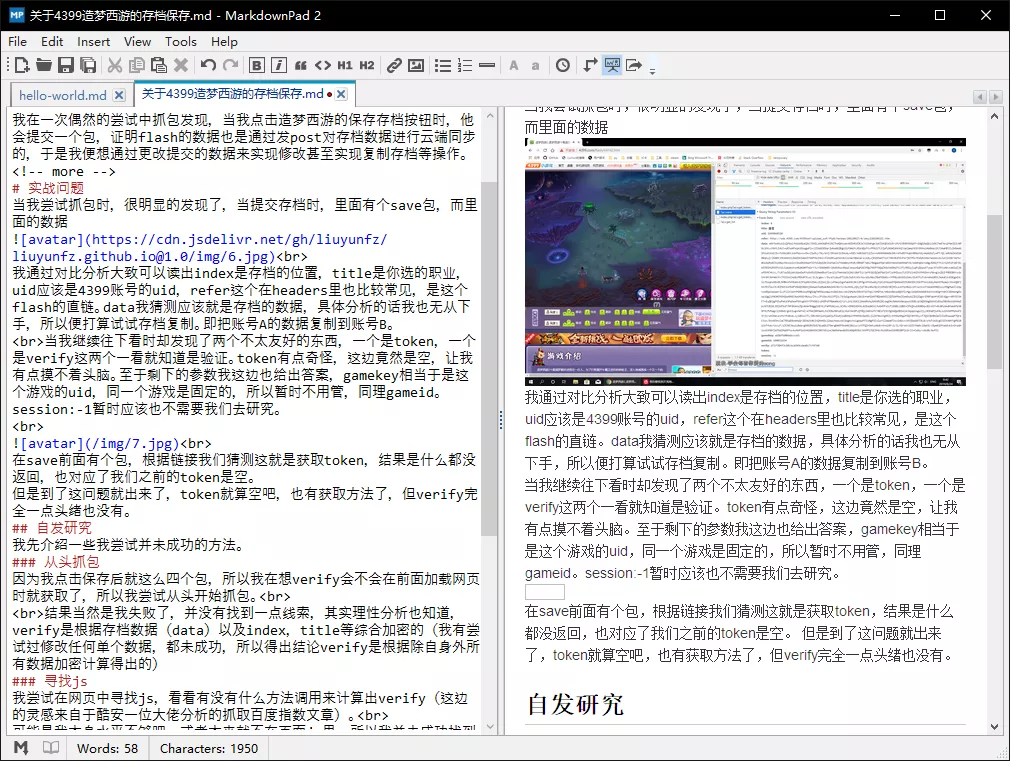 关于4399造梦西游的存档保存.md - MarkdownPad 2
File Edit Insert View Tools Help
B i H1 H2 A a
hello-world.md 关于4399造梦西游的存档保存.md
我在一次偶然的尝试中抓包发现, 当我点击造梦西游的保存存档按钮时, 他
会提交一个包, 证明flash的数据也是通过发post对存档数据进行云端同步
的, 于是我便想通过更改提交的数据来实现修改甚至实现复制存档等操作。
<!-- more -->
# 实战问题
当我尝试抓包时, 很明显的发现了, 当提交存档时, 里面有个save包, 而里
面的数据
![avatar](https://cdn.jsdelivr.net/gh/liuyunfz/
liuyunfz.github.io@1.0/img/6.jpg)<br>
我通过对比分析大致可以读出index是存档的位置, title是你选的职业,
uid应该是4399账号的uid, refer这个在headers里也比较常见, 是这个
flash的直链。data我猜测应该就是存档的数据, 具体分析的话我也无从下
手, 所以便打算试试存档复制。即把账号A的数据复制到账号B。
<br>当我继续往下看时却发现了两个不太友好的东西, 一个是token, 一个
是verify这两个一看就知道是验证。token有点奇怪, 这边竟然是空, 让我
有点摸不着头脑。至于剩下的参数我这边也给出答案, gamekey相当于是这
个游戏的uid, 同一个游戏是固定的, 所以暂时不用管, 同理gameid。
session:-1暂时应该也不需要我们去研究。
<br>
![avatar](/img/7.jpg)<br>
在save前面有个包, 根据链接我们猜测这就是获取token, 结果是什么都没
返回, 也对应了我们之前的token是空。
但是到了这问题就出来了, token就算空吧, 也有获取方法了, 但verify完
全一点头绪也没有。
## 自发研究
我先介绍一些我尝试并未成功的方法。
### 从头抓包
因为我点击保存后就这么四个包, 所以我在想verify会不会在前面加载网页
时就获取了, 所以我尝试从头开始抓包。<br>
<br>结果当然是我失败了, 并没有找到一点线索, 其实理性分析也知道,
verify是根据存档数据（data）以及index, title等综合加密的（我有尝
试过修改任何单个数据, 都未成功, 所以得出结论verify是根据除自身外所
有数据加密计算得出的）
### 寻找js
我尝试在网页中寻找js, 看看有没有什么方法调用来计算出verify（这边
的灵感来自于酷安一位大佬分析的抓取百度指数文章）。<br>
当我尝试抓包时，很明显的发现了，当提交存档时，里面有个save包，
而里面的数据
游戏介绍
我通过对比分析大致可以读出index是存档的位置，title是你选的职业，
uid应该是4399账号的uid，refer这个在headers里也比较常见，是这个
flash的直链。data我猜测应该就是存档的数据，具体分析的话我也无从
下手，所以便打算试试存档复制。即把账号A的数据复制到账号B。
当我继续往下看时却发现了两个不太友好的东西，一个是token，一个是
verify这两个一看就知道是验证。token有点奇怪，这边竟然是空，让我
有点摸不着头脑。至于剩下的参数我这边也给出答案，gamekey相当于
是这个游戏的uid，同一个游戏是固定的，所以暂时不用管，同理
gameid。session:-1暂时应该也不需要我们去研究。
在save前面有个包，根据链接我们猜测这就是获取token，结果是什么
都没返回，也对应了我们之前的token是空。 但是到了这问题就出来
了，token就算空吧，也有获取方法了，但verify完全一点头绪也没有。
自发研究
Words: 58 Characters: 1950